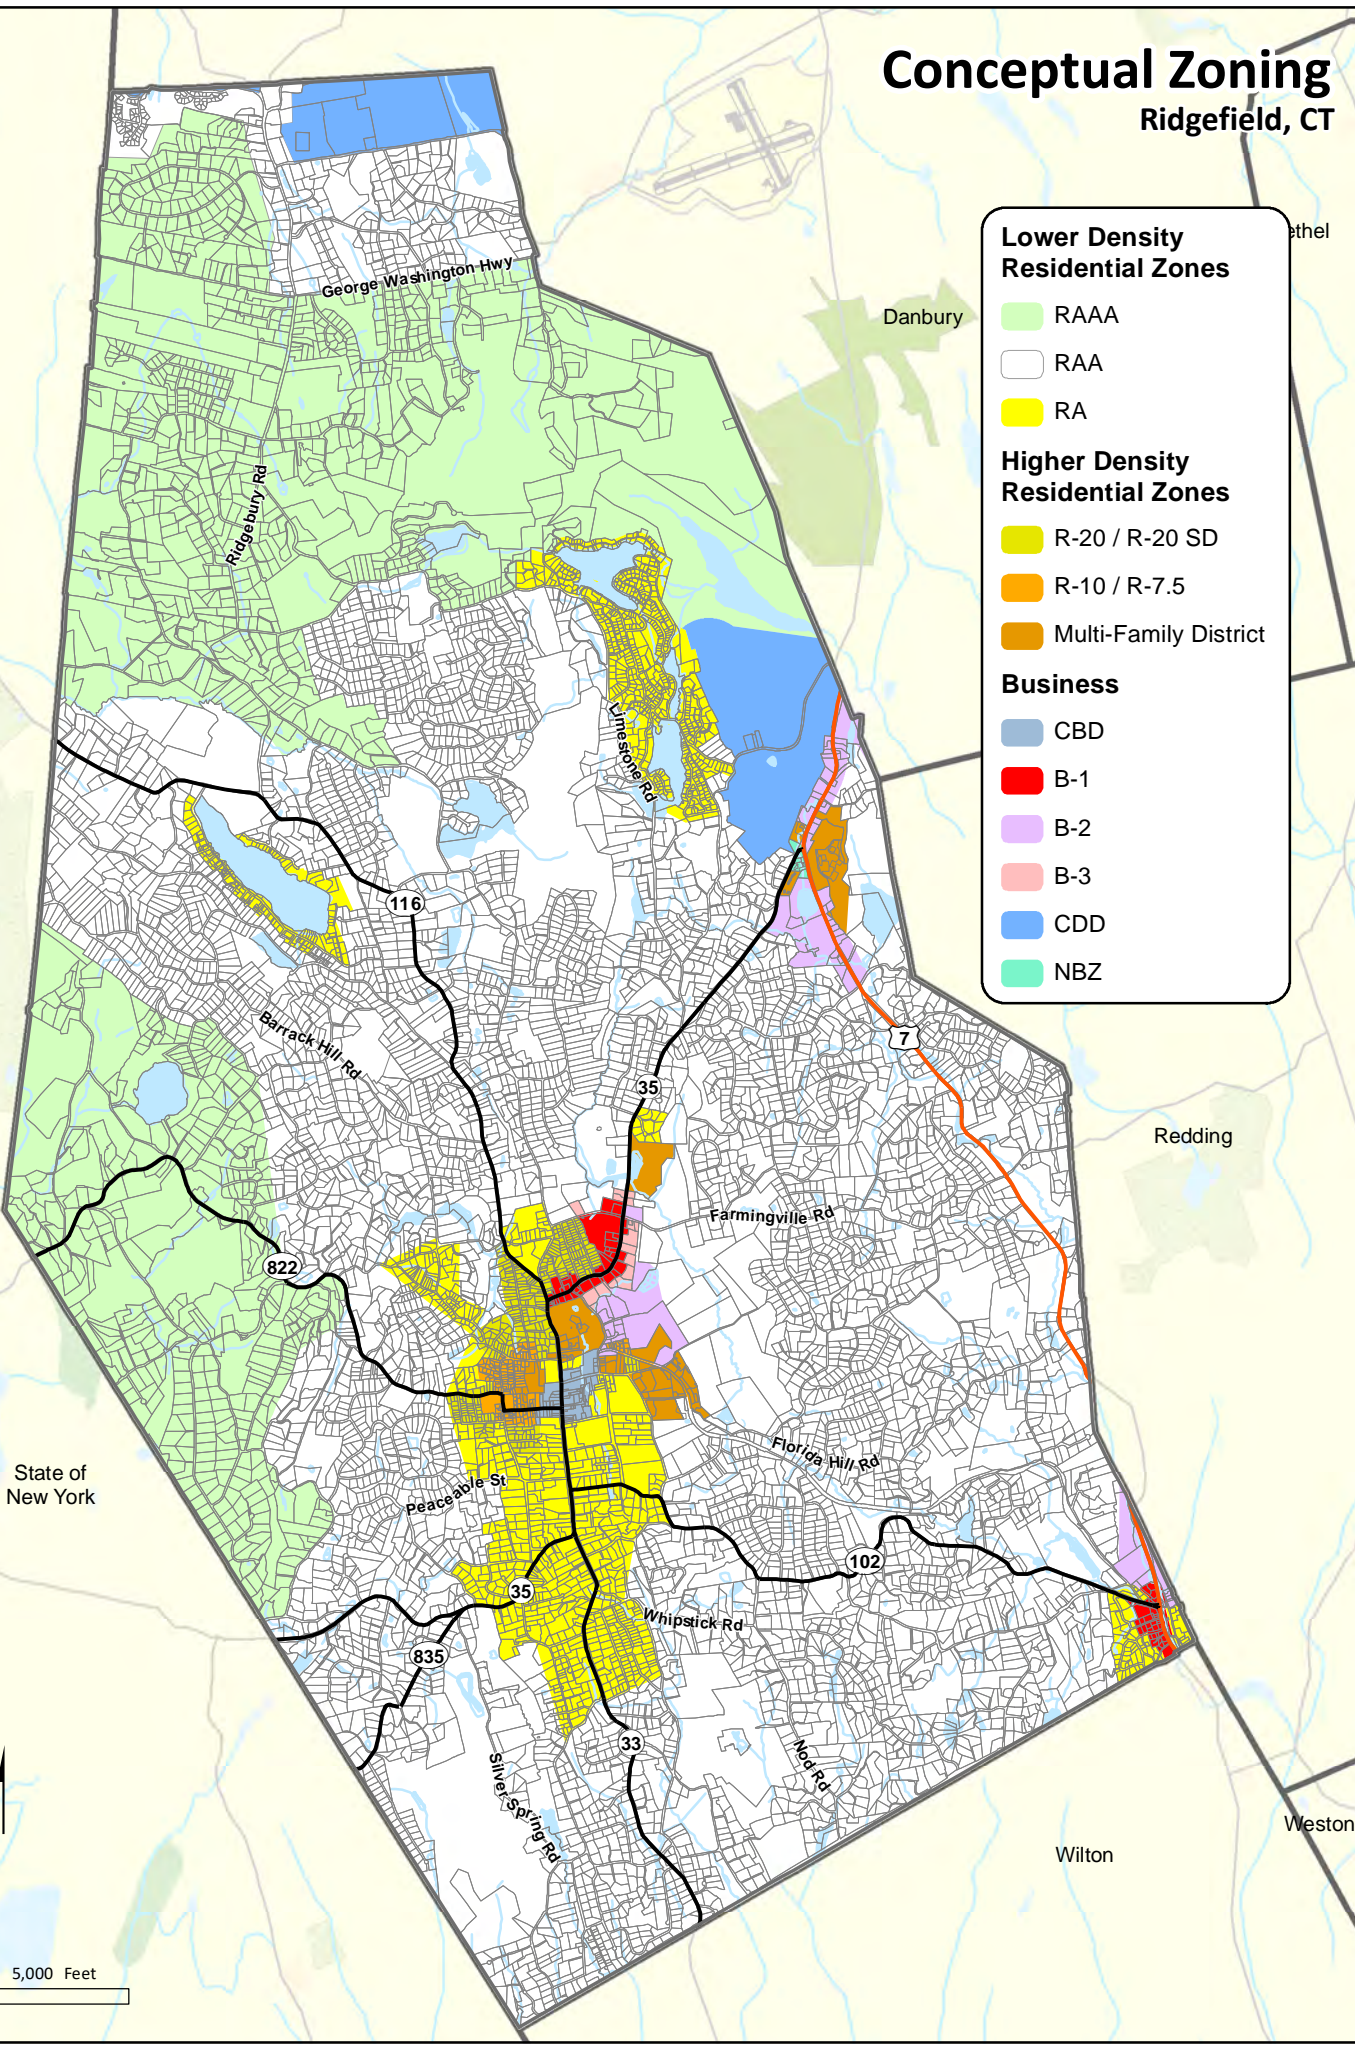 Conceptual Zoning
Ridgefield, CT
ethel
Lower Density
Residential Zones
RAAA
RAA
RA
Higher Density
Residential Zones
R-20 / R-20 SD
R-10 / R-7.5
Multi-Family District
Business
CBD
B-1
B-2
B-3
CDD
NBZ
George Washington Hwy
Danbury
Ridgebury Rd
Limestone Rd
116
Barrack Hill Rd
7
35
Redding
Farmingville Rd
822
Florida Hill Rd
State of
New York
Peaceable St
102
35
Whipstick Rd
835
33
Nod Rd
Silver Spring Rd
Weston
Wilton
5,000 Feet